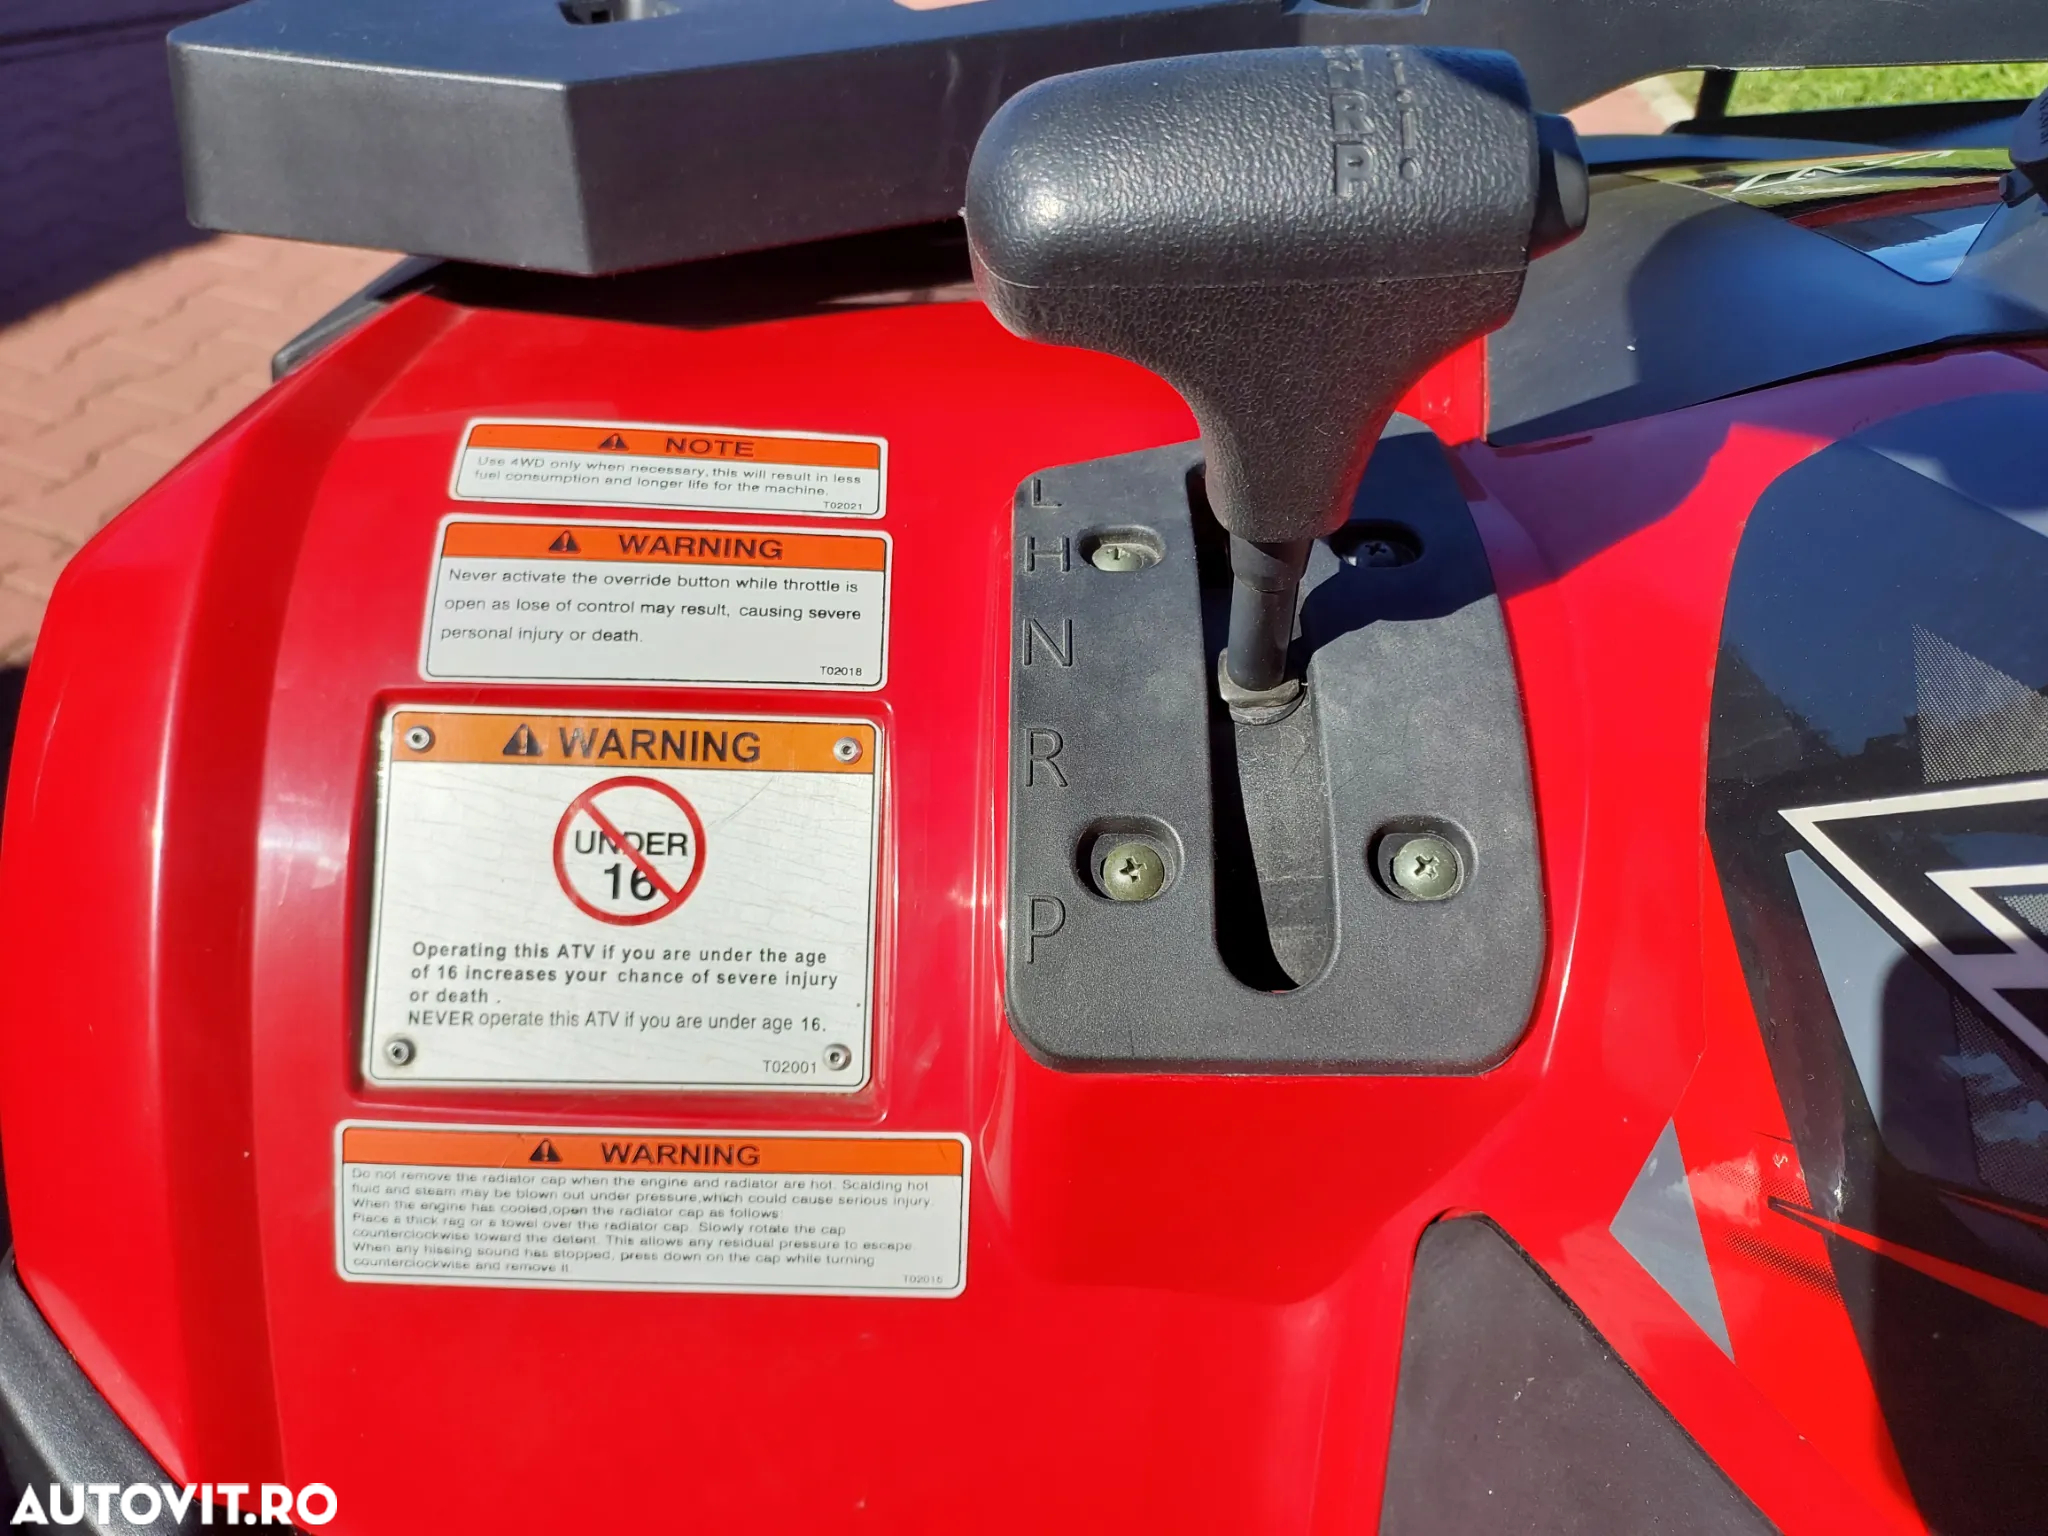 N
R
P
NOTE
Use 4WD only when necessary, this will result in less
fuel consumption and longer life for the machine.
T02021
WARNING
Never activate the override button while throttle is
open as lose of control may result, causing severe
personal injury or death.
T02018
WARNING
UNDER
16
Operating this ATV if you are under the age
of 16 increases your chance of severe injury
or death .
NEVER operate this ATV if you are under age 16.
T02001
WARNING
Do not remove the radiator cap when the engine and radiator are hot. Scalding hot
fluid and steam may be blown out under pressure,which could cause serious injury.
When the engine has cooled,open the radiator cap as follows:
Place a thick rag or a towel over the radiator cap. Slowly rotate the cap
counterclockwise toward the detent. This allows any residual pressure to escape.
When any hissing sound has stopped, press down on the cap while turning
counterclockwise and remove it.
T02015
L
H
N
R
P
AUTOVIT.RO